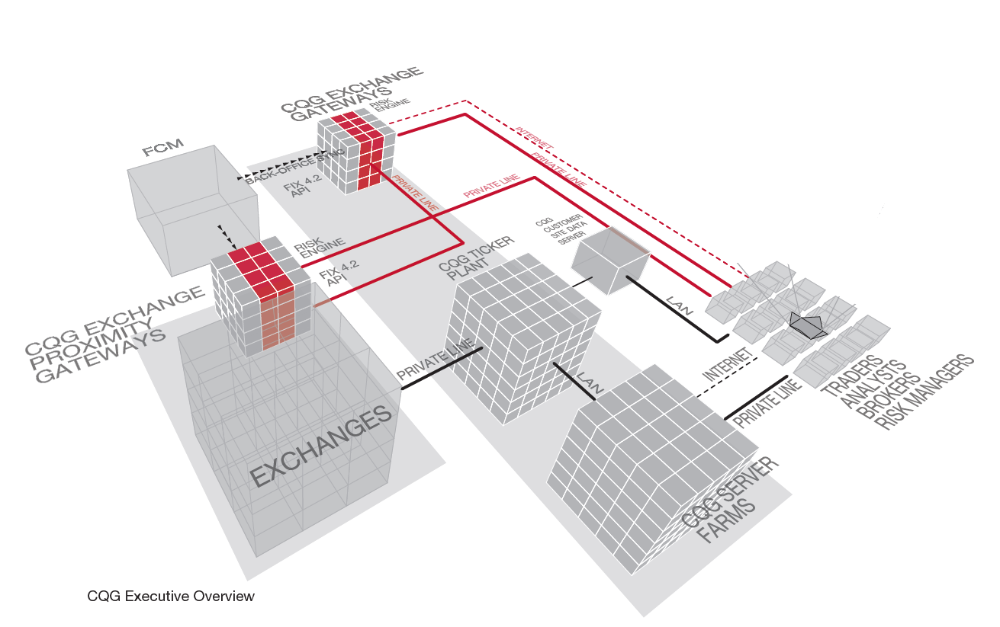 CQG EXCHANGE
GATEWAYS
RISK
ENGINE
FCM
BACK-OFFICE SYNC
FIX 4.2
API
INTERNET
PRIVATE LINE
PRIVATE LINE
PRIVATE LINE
CQG
CUSTOMER
SITE DATA
SERVER
RISK
ENGINE
FIX 4.2
API
CQG TICKER
PLANT
CQG EXCHANGE
PROXIMITY
GATEWAYS
LAN
PRIVATE LINE
LAN
INTERNET
PRIVATE LINE
TRADERS
ANALYSTS
BROKERS
RISK MANAGERS
EXCHANGES
CQG SERVER
FARMS
CQG Executive Overview